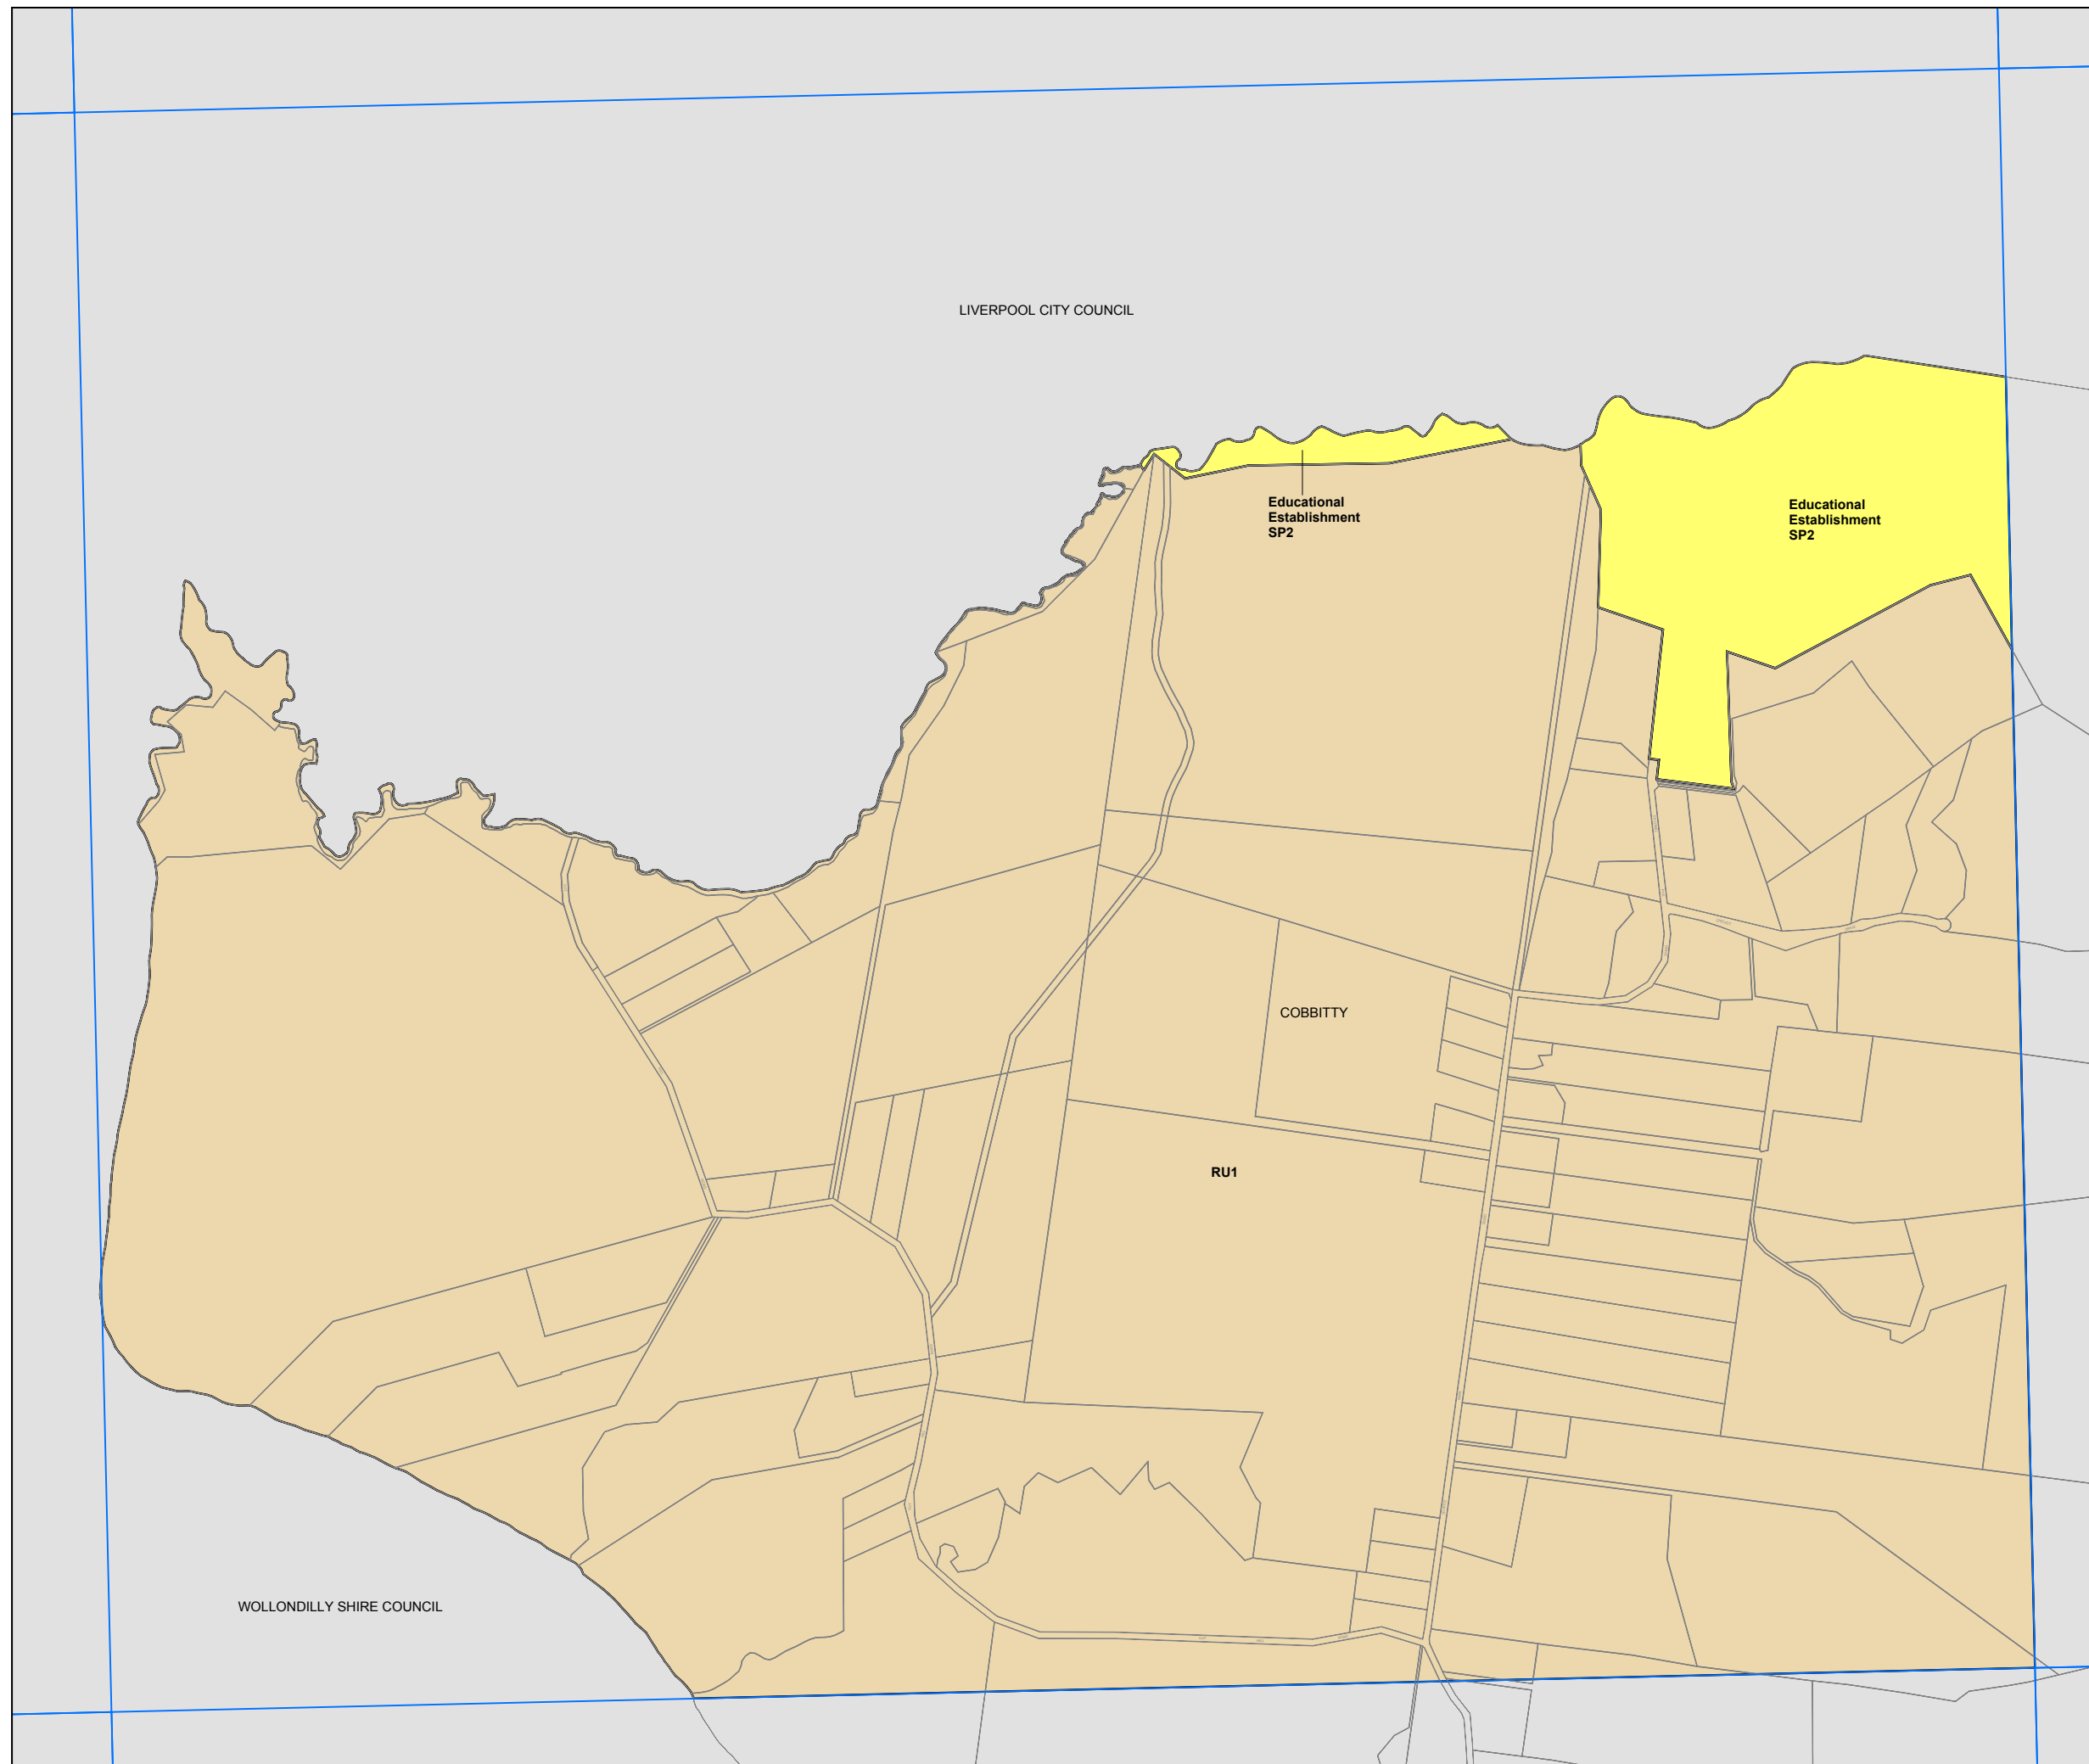 LIVERPOOL CITY COUNCIL
Educational
Establishment
SP2
Educational
Establishment
SP2
COBBITTY
RU1
WOLLONDILLY SHIRE COUNCIL